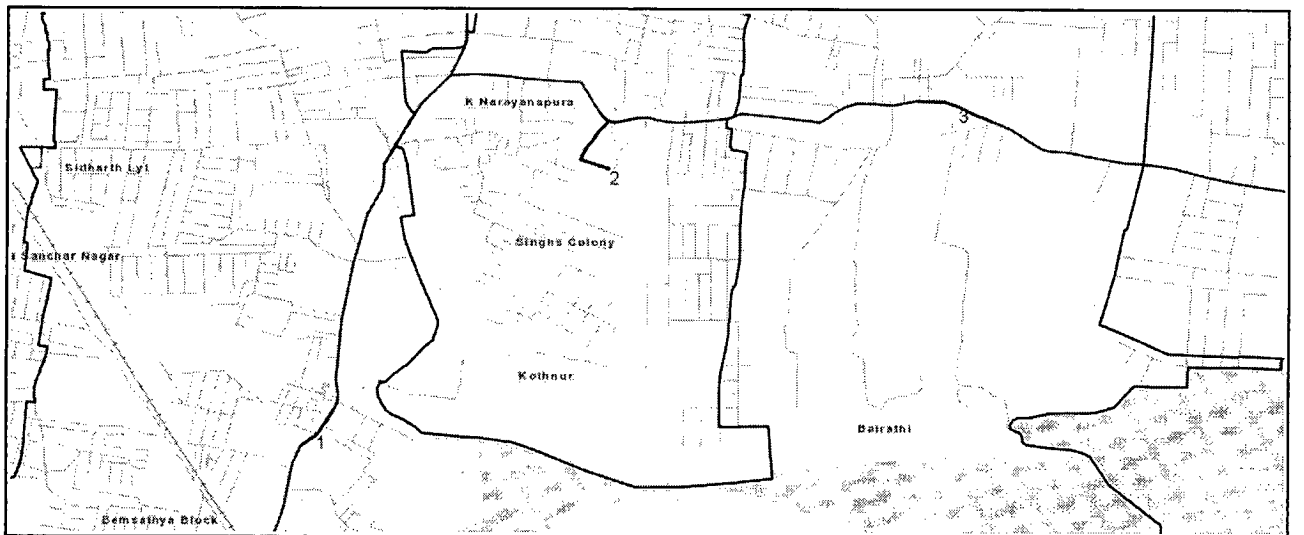 K Narayanapura
3
Sidharth Lyt
2
Singhs Colony
Sanchar Nagar
Kothnur
Bairathi
1
Bemsathya Block